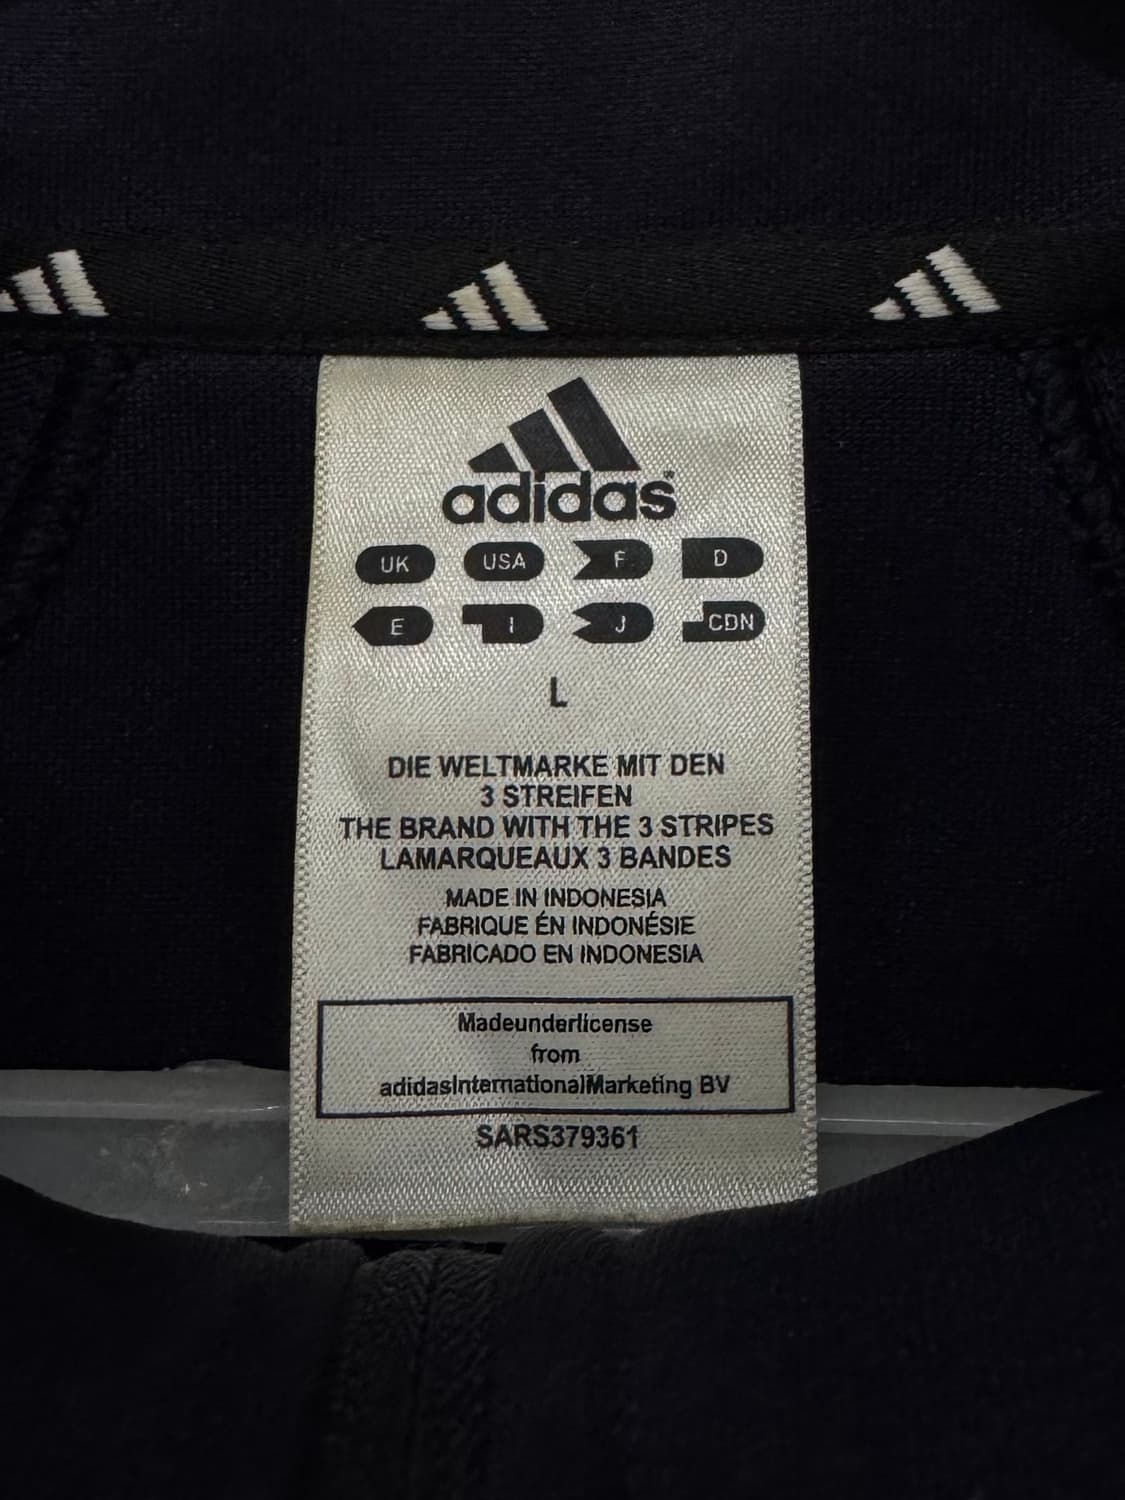 adidas®
UK USA F D
E I J CDN
L
DIE WELTMARKE MIT DEN
3 STREIFEN
THE BRAND WITH THE 3 STRIPES
LAMARQUEAUX 3 BANDES
MADE IN INDONESIA
FABRIQUE ÉN INDONÉSIE
FABRICADO EN INDONESIA
Madeunderlicense
from
adidasInternationalMarketing BV
SARS379361